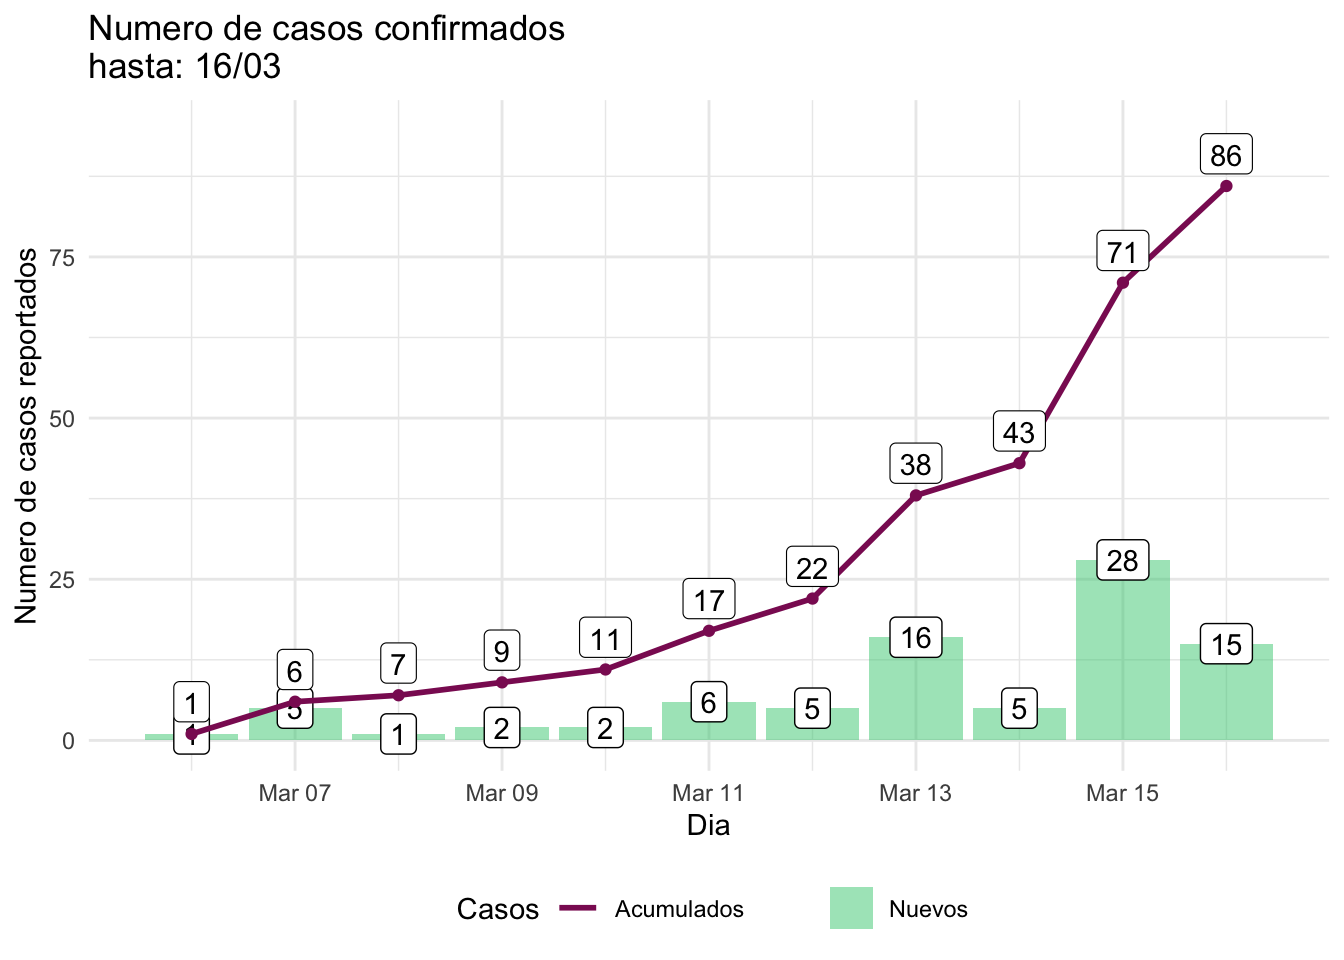 Numero de casos confirmados
hasta: 16/03
Numero de casos reportados
75
50
25
0
86
71
43
38
22
17
11
9
7
6
1
1
5
1
2
2
6
5
16
5
28
15
Mar 07
Mar 09
Mar 11
Mar 13
Mar 15
Dia
Casos
Acumulados
Nuevos